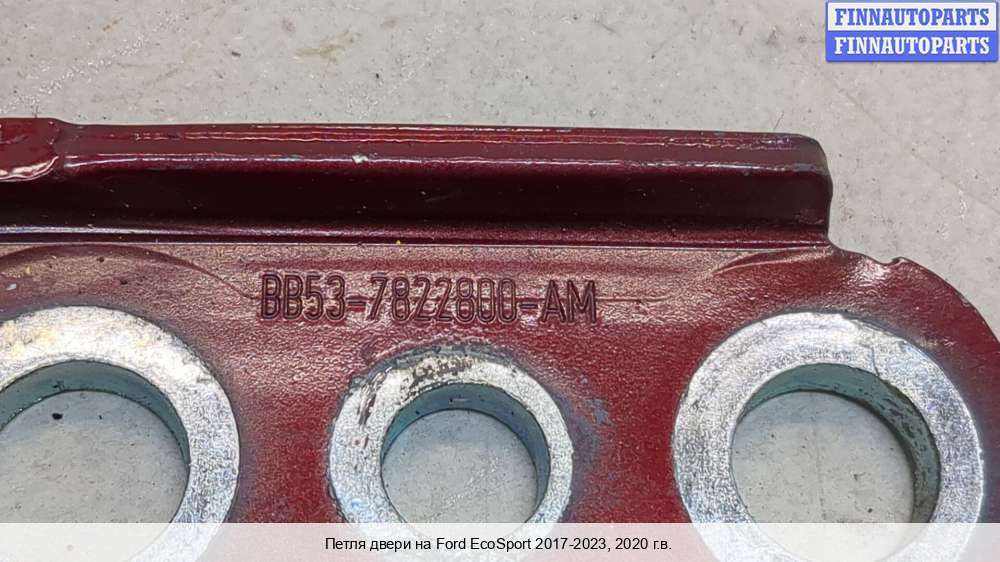 FINNAUTOPARTS
FINNAUTOPARTS
BB53-7822800-AM
Петля двери на Ford EcoSport 2017-2023, 2020 г.в.